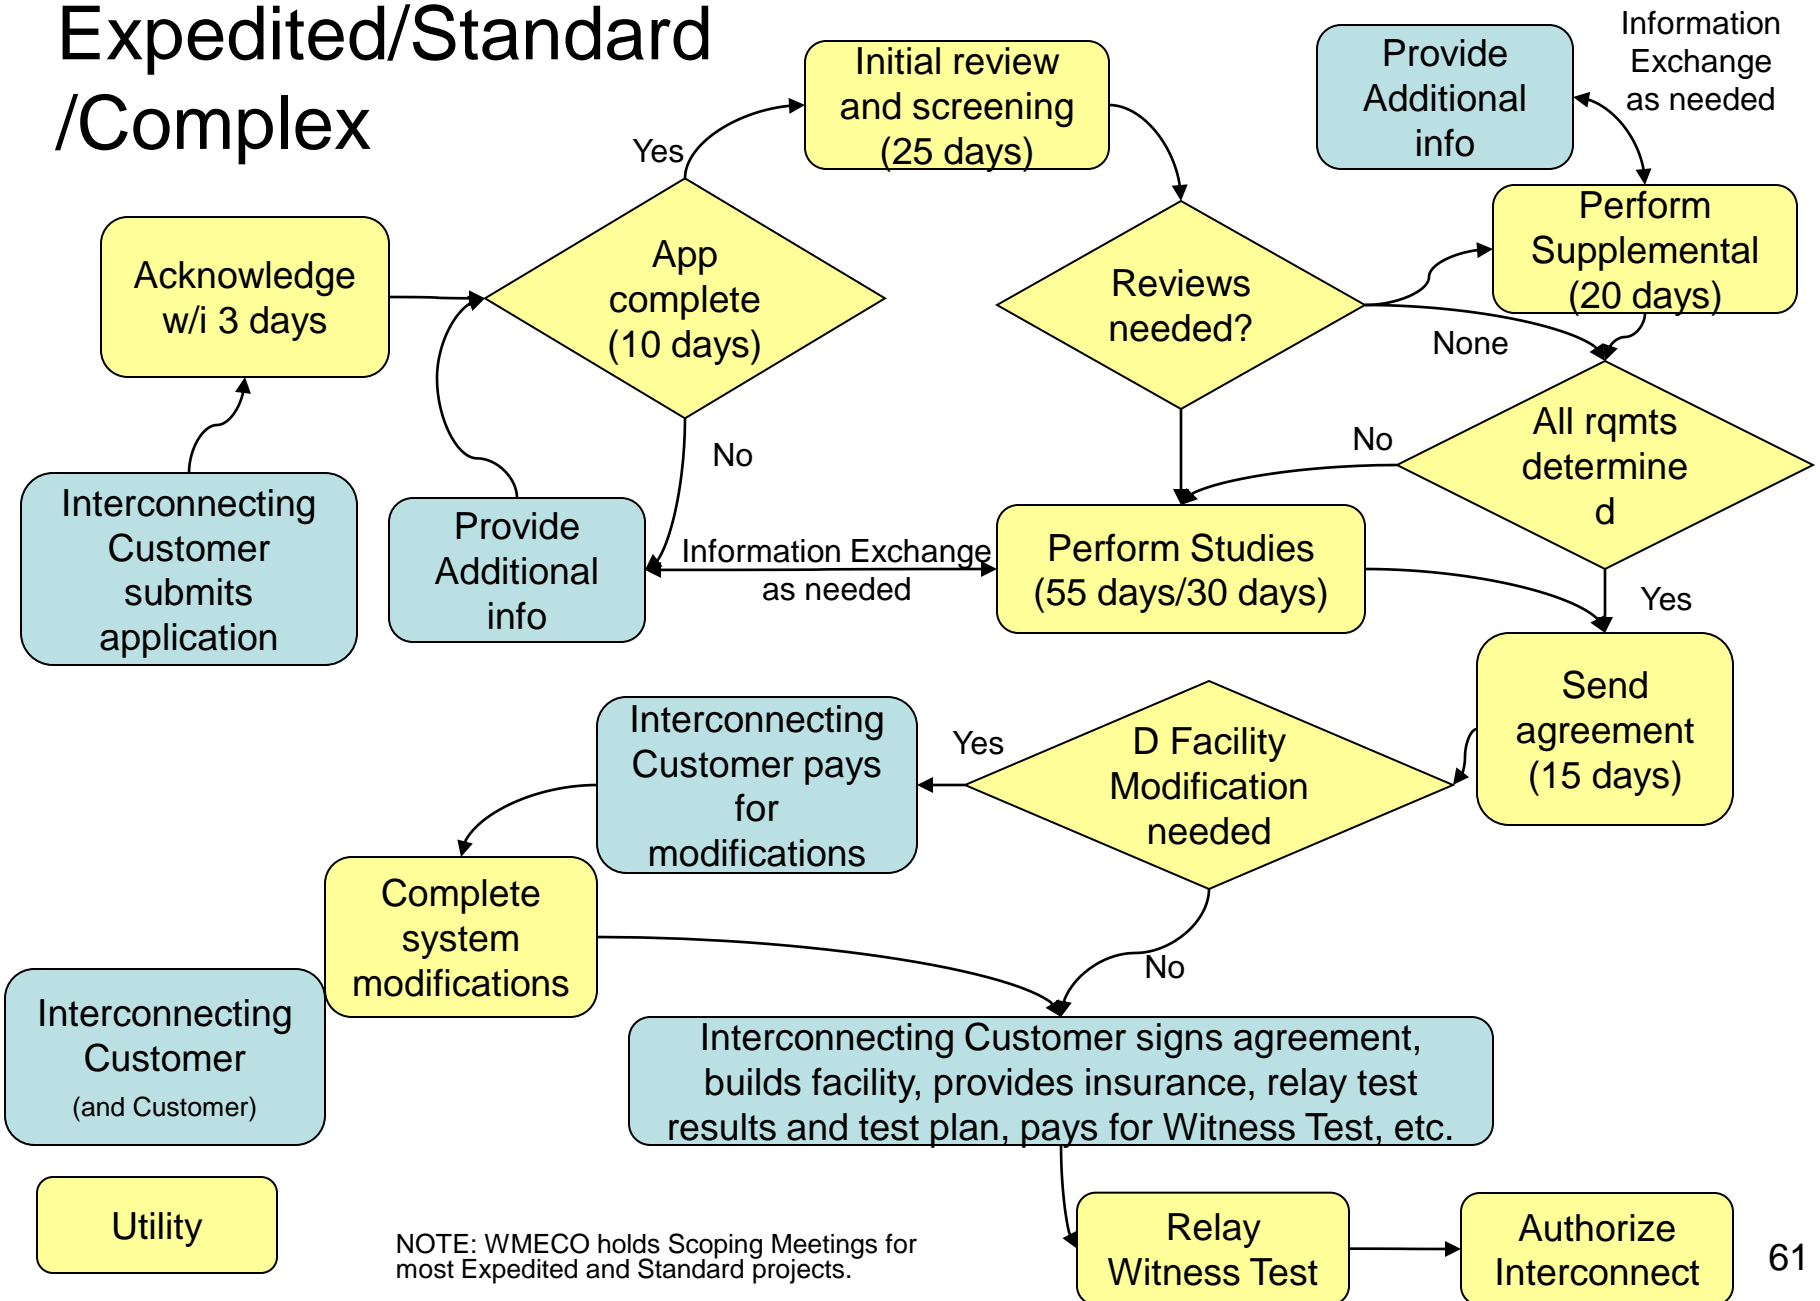 Expedited/Standard
/Complex
Initial review
and screening
(25 days)
Provide
Additional
info
Information
Exchange
as needed
Yes
Acknowledge
w/i 3 days
App
complete
(10 days)
Reviews
needed?
Perform
Supplemental
(20 days)
None
No
Interconnecting
Customer
submits
application
Provide
Additional
info
Information Exchange
as needed
Perform Studies
(55 days/30 days)
No
All rqmts
determine
d
Yes
Send
agreement
(15 days)
D Facility
Modification
needed
Yes
Interconnecting
Customer pays
for
modifications
Complete
system
modifications
No
Interconnecting
Customer
(and Customer)
Interconnecting Customer signs agreement,
builds facility, provides insurance, relay test
results and test plan, pays for Witness Test, etc.
Utility
NOTE: WMECO holds Scoping Meetings for
most Expedited and Standard projects.
Relay
Witness Test
Authorize
Interconnect
61